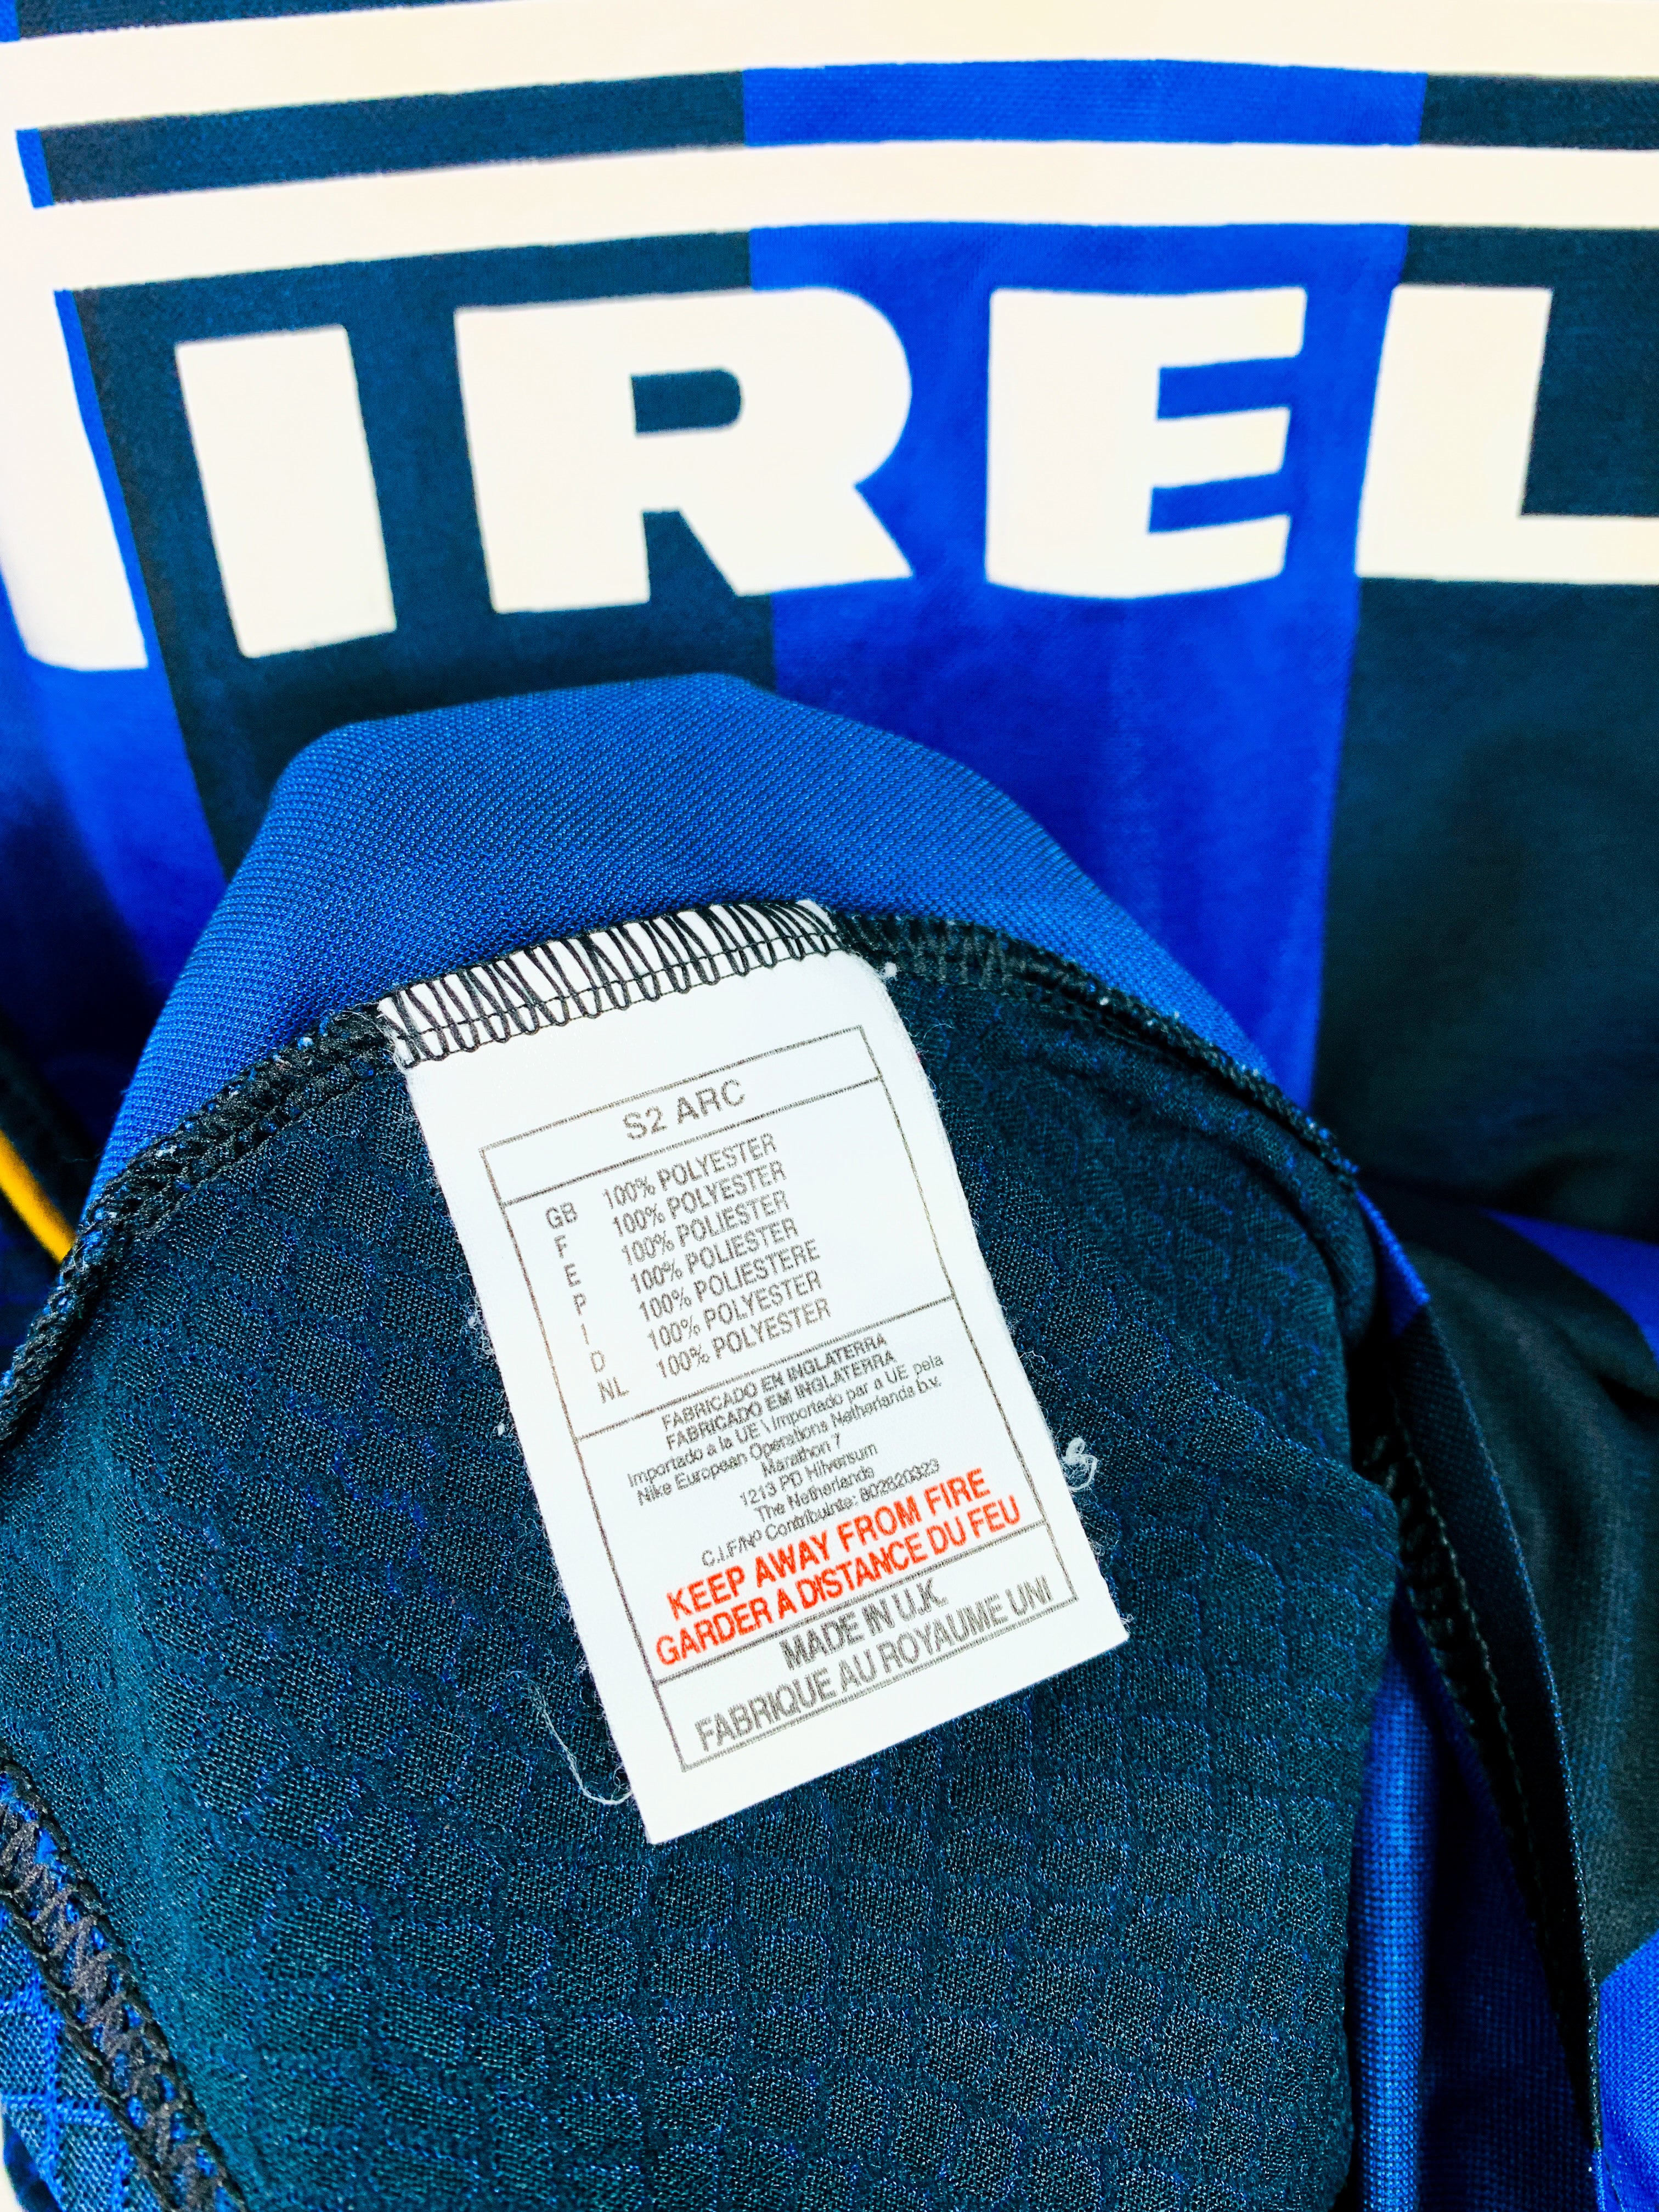 IREL
S2 ARC
GB 100% POLYESTER
F 100% POLYESTER
E 100% POLIESTER
P 100% POLIESTER
I 100% POLIESTERE
D 100% POLYESTER
NL 100% POLYESTER
FABRICADO EN INGLATERRA
FABRICADO EM INGLATERRA
Importado a la UE \ Importado par a UE pela
Nike European Operations Netherlands b.v.
Marathon 7
1213 PD Hilversum
The Netherlands
C.I.F/Nº Contribuinte: 802820323
KEEP AWAY FROM FIRE
GARDER A DISTANCE DU FEU
MADE IN U.K.
FABRIQUE AU ROYAUME UNI